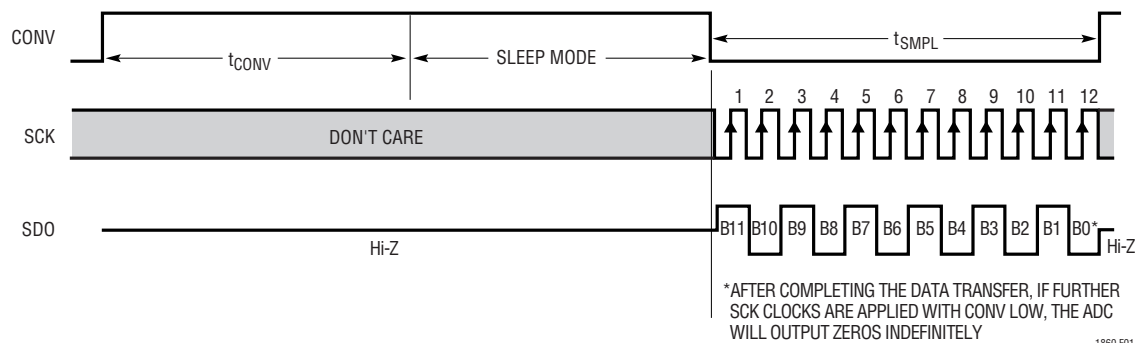 CONV
tCONV
SLEEP MODE
tSMPL
1 2 3 4 5 6 7 8 9 10 11 12
SCK
DON'T CARE
SDO
B11 B10 B9 B8 B7 B6 B5 B4 B3 B2 B1 B0*
Hi-Z
Hi-Z
*AFTER COMPLETING THE DATA TRANSFER, IF FURTHER
SCK CLOCKS ARE APPLIED WITH CONV LOW, THE ADC
WILL OUTPUT ZEROS INDEFINITELY
1860 F01